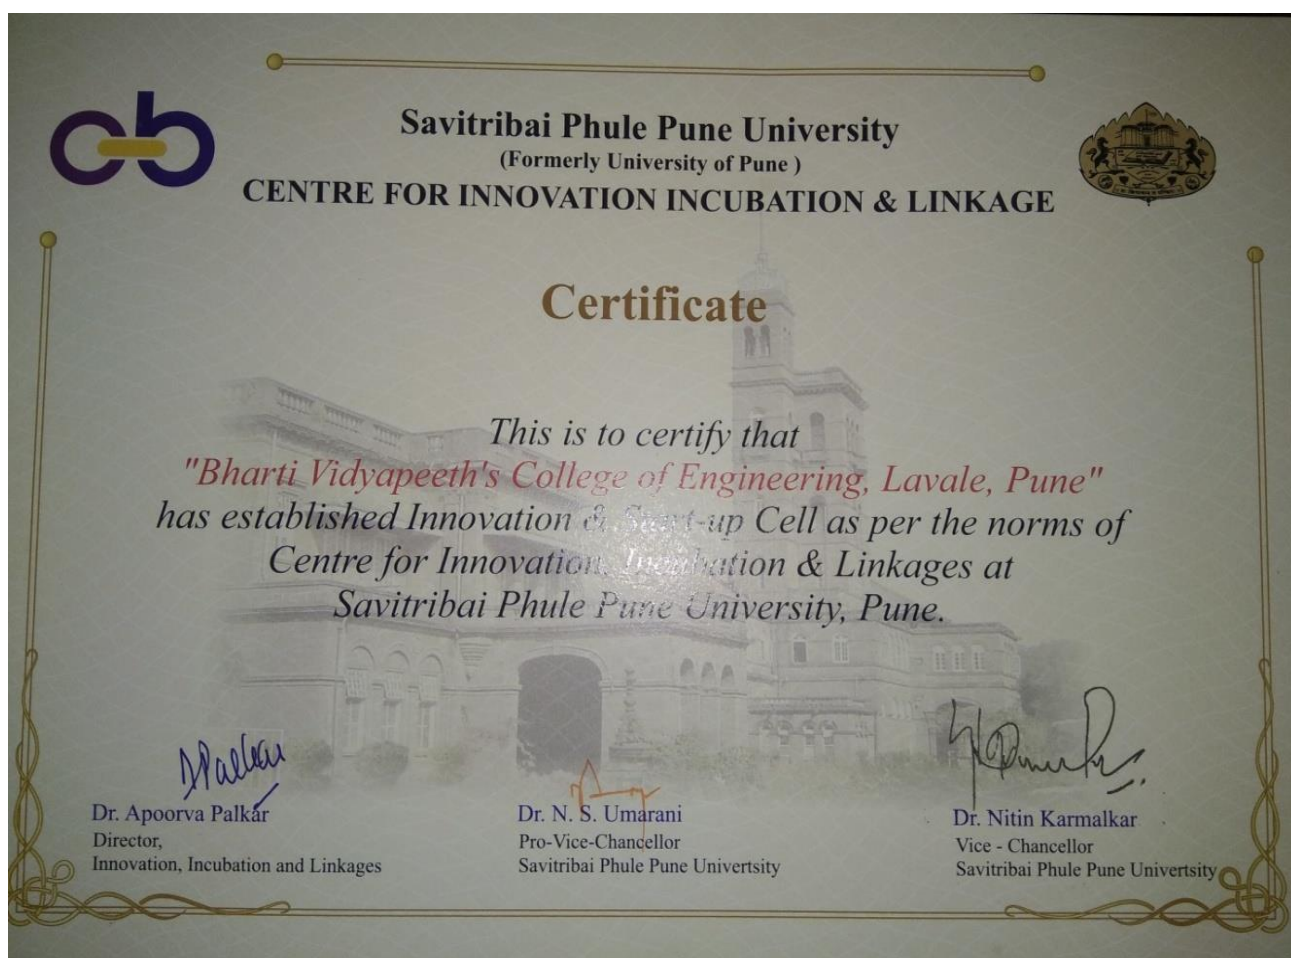 Savitribai Phule Pune University
(Formerly University of Pune )
CENTRE FOR INNOVATION INCUBATION & LINKAGE
Certificate
This is to certify that
"Bharti Vidyapeeth's College of Engineering, Lavale, Pune"
has established Innovation & Start-up Cell as per the norms of
Centre for Innovation, Incubation & Linkages at
Savitribai Phule Pune University, Pune.
Dr. Apoorva Palkar
Director,
Innovation, Incubation and Linkages
Dr. N. S. Umarani
Pro-Vice-Chancellor
Savitribai Phule Pune Univertsity
Dr. Nitin Karmalkar
Vice - Chancellor
Savitribai Phule Pune Univertsity